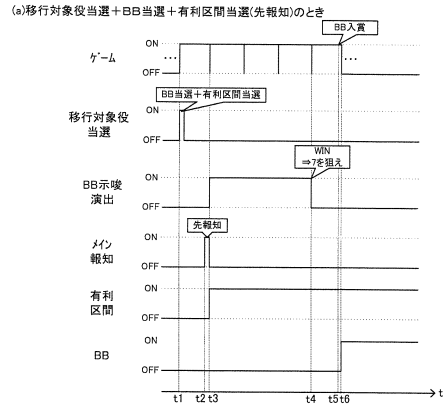 (a)移行対象役当選+BB当選+有利区間当選(先報知)のとき
BB入賞
ON
ゲーム
・・・
・・・
OFF
BB当選+有利区間当選
ON
移行対象役
当選
OFF
WIN
⇒7を狙え
ON
BB示唆
演出
OFF
先報知
ON
メイン
報知
OFF
ON
有利
区間
OFF
ON
BB
OFF
t1
t2
t3
t4
t5
t6
t